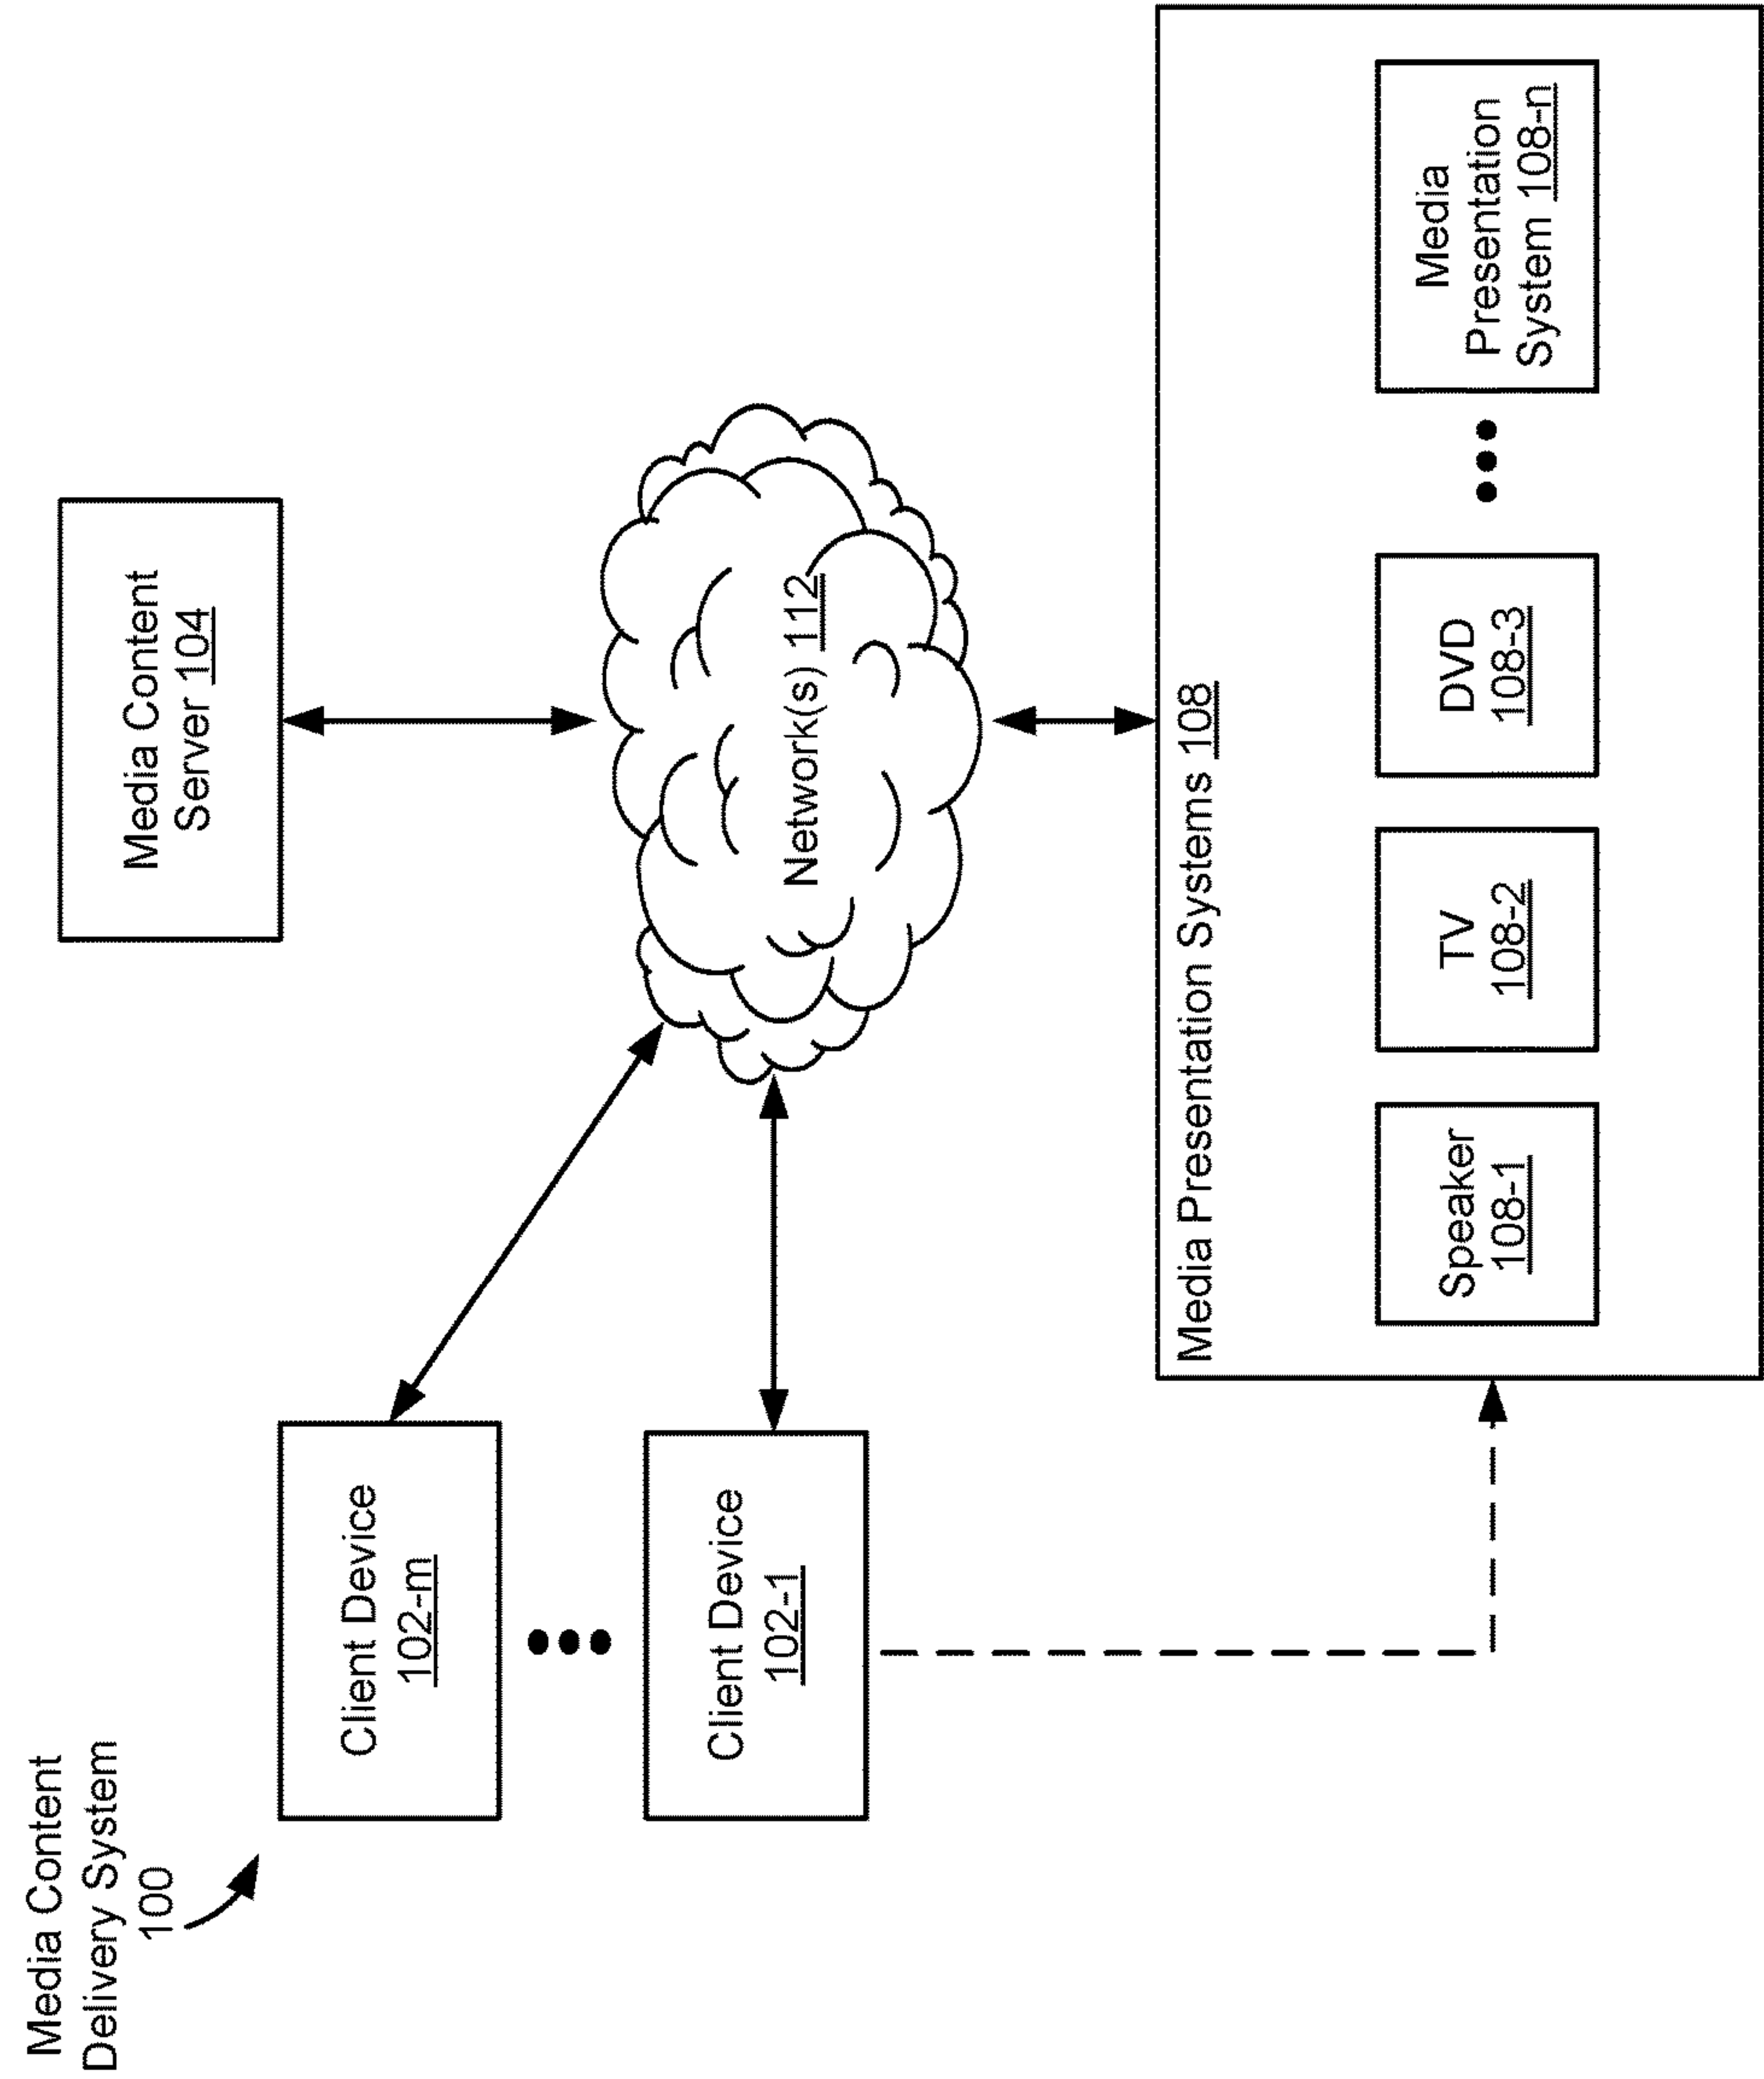 Media Content
Delivery System
100
Media Content
Server 104
Client Device
102-m
Client Device
102-1
Network(s) 112
Media Presentation Systems 108
Speaker
108-1
TV
108-2
DVD
108-3
Media
Presentation
System 108-n